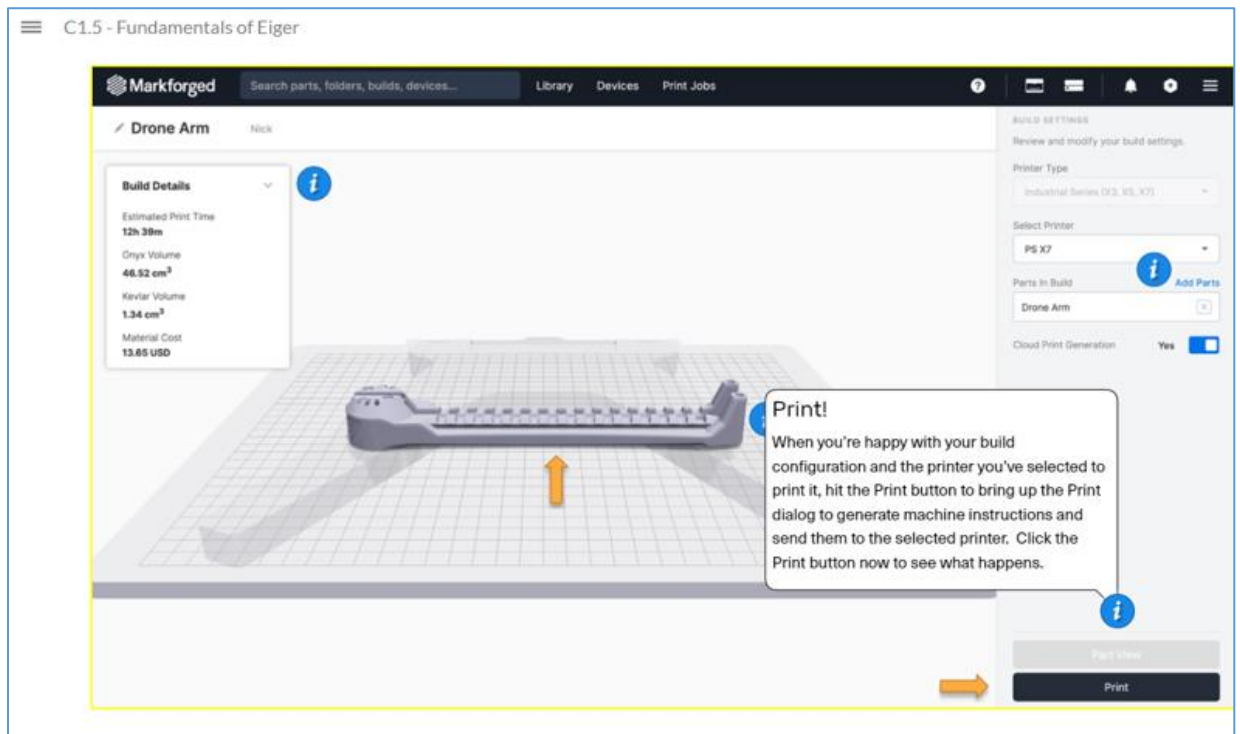 C1.5 - Fundamentals of Eiger
Markforged
Search parts, folders, builds, devices...
Library Devices Print Jobs
Drone Arm Nick
Build Details
Estimated Print Time
12h 39m
Onyx Volume
46.52 cm³
Kevlar Volume
1.34 cm³
Material Cost
13.65 USD
BUILD SETTINGS
Review and modify your build settings.
Printer Type
Industrial Series (X3, X5, X7)
Select Printer
PS X7
Parts In Build Add Parts
Drone Arm
Cloud Print Generation Yes
Print!
When you're happy with your build
configuration and the printer you've selected to
print it, hit the Print button to bring up the Print
dialog to generate machine instructions and
send them to the selected printer. Click the
Print button now to see what happens.
Part View
Print